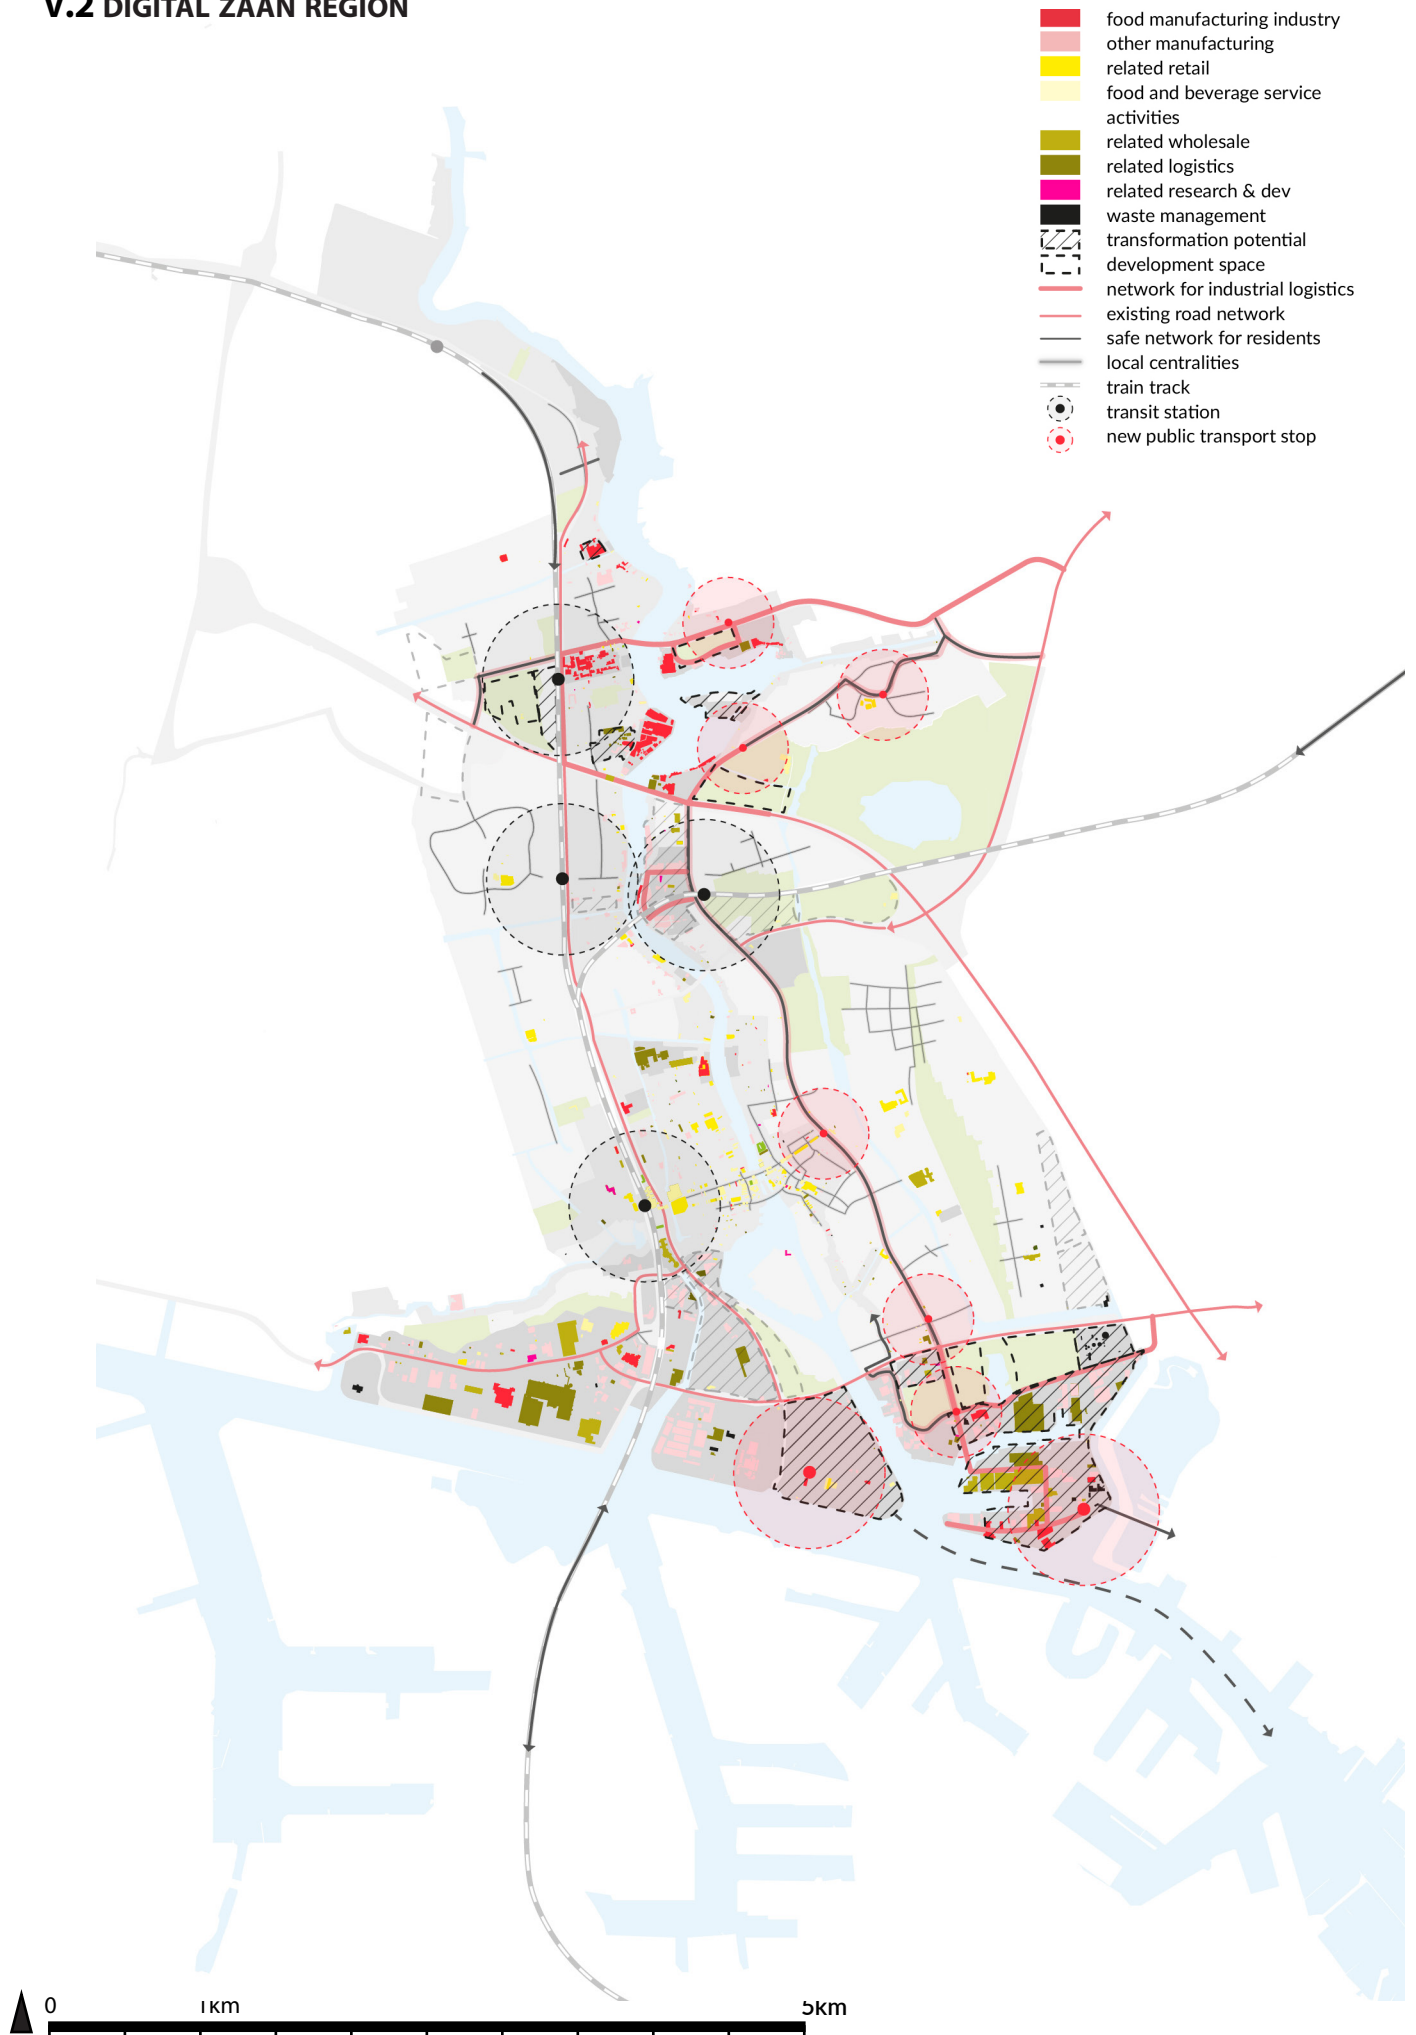 V.2 DIGITAL ZAAN REGION
food manufacturing industry
other manufacturing
related retail
food and beverage service
activities
related wholesale
related logistics
related research & dev
waste management
transformation potential
development space
network for industrial logistics
existing road network
safe network for residents
local centralities
train track
transit station
new public transport stop
0 1km 5km